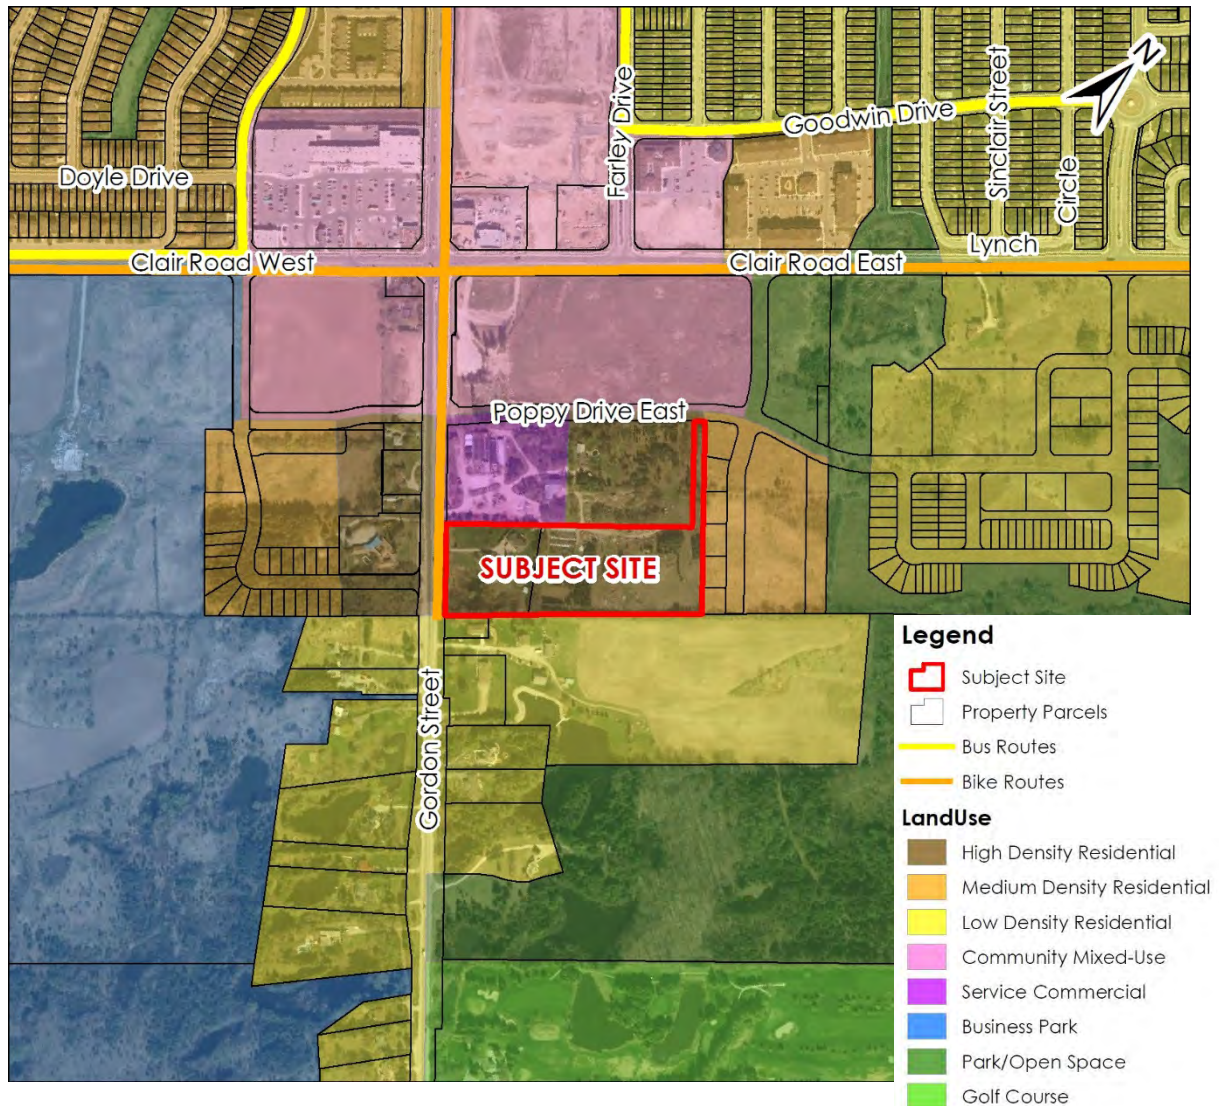 N
Farley Drive
Goodwin Drive
Sinclair Street
Doyle Drive
Circle
Lynch
Clair Road West
Clair Road East
Poppy Drive East
SUBJECT SITE
Gordon Street
Legend
Subject Site
Property Parcels
Bus Routes
Bike Routes
LandUse
High Density Residential
Medium Density Residential
Low Density Residential
Community Mixed-Use
Service Commercial
Business Park
Park/Open Space
Golf Course